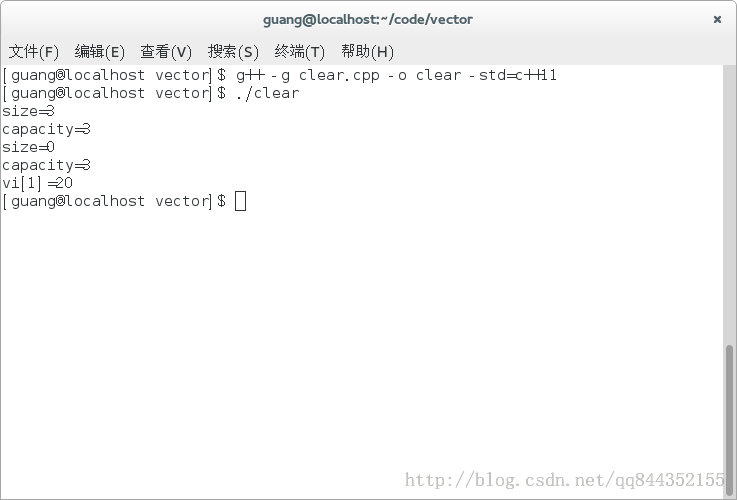 guang@localhost:~/code/vector ×
文件(F) 编辑(E) 查看(V) 搜索(S) 终端(T) 帮助(H)
[guang@localhost vector]$ g++ -g clear.cpp -o clear -std=c++11
[guang@localhost vector]$ ./clear
size=3
capacity=3
size=0
capacity=3
vi[1]=20
[guang@localhost vector]$
http://blog.csdn.net/qq844352155